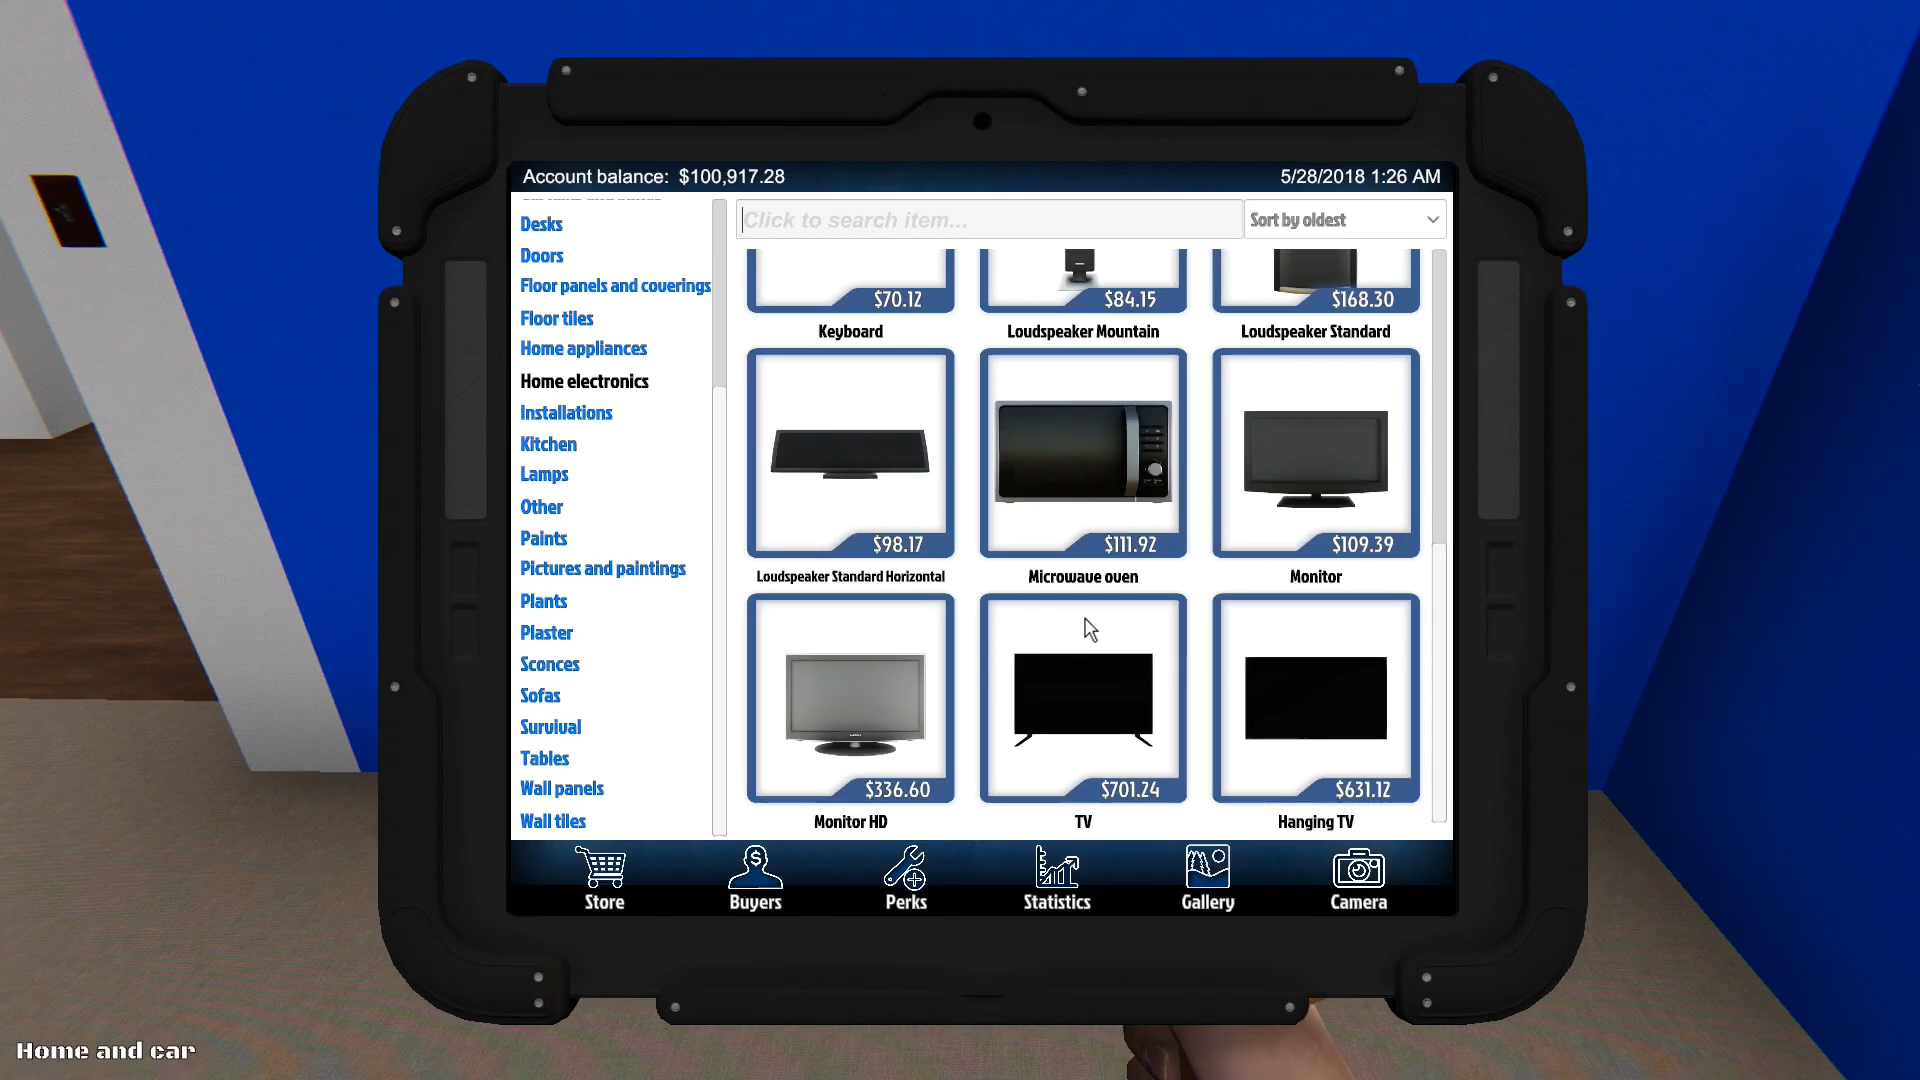 Account balance: $100,917.28
5/28/2018 1:26 AM
Desks
Doors
Floor panels and coverings
Floor tiles
Home appliances
Home electronics
Installations
Kitchen
Lamps
Other
Paints
Pictures and paintings
Plants
Plaster
Sconces
Sofas
Survival
Tables
Wall panels
Wall tiles
Click to search item...
Sort by oldest
$70.12
$84.15
$168.30
Keyboard
Loudspeaker Mountain
Loudspeaker Standard
$98.17
$111.92
$109.39
Loudspeaker Standard Horizontal
Microwave oven
Monitor
$336.60
$701.24
$631.12
Monitor HD
TV
Hanging TV
Store
Buyers
Perks
Statistics
Gallery
Camera
Home and car